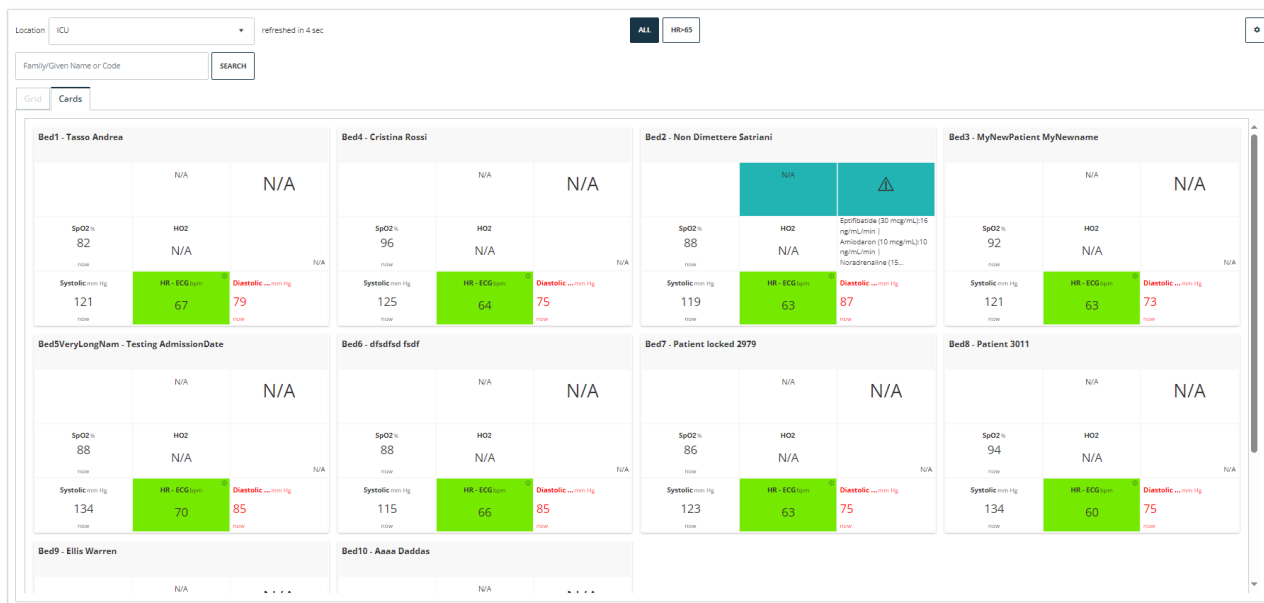 Location ICU refreshed in 4 sec ALL HR>65
Family/Given Name or Code SEARCH
Grid Cards
Bed1 - Tasso Andrea
N/A N/A
SpO2 % HO2
82 N/A
now N/A
Systolic mm Hg HR - ECG bpm Diastolic ... mm Hg
121 67 79
now now
Bed4 - Cristina Rossi
N/A N/A
SpO2 % HO2
96 N/A
now N/A
Systolic mm Hg HR - ECG bpm Diastolic ... mm Hg
125 64 75
now now
Bed2 - Non Dimettere Satriani
N/A
SpO2 % HO2
88 N/A
now
Eptifibatide (30 mcg/mL):16
ng/mL/min |
Amiodaron (10 mcg/mL):10
ng/mL/min |
Noradrenaline (15...
Systolic mm Hg HR - ECG bpm Diastolic ... mm Hg
119 63 87
now now
Bed3 - MyNewPatient MyNewname
N/A N/A
SpO2 % HO2
92 N/A
now N/A
Systolic mm Hg HR - ECG bpm Diastolic ... mm Hg
121 63 73
now now
Bed5VeryLongNam - Testing AdmissionDate
N/A N/A
SpO2 % HO2
88 N/A
now N/A
Systolic mm Hg HR - ECG bpm Diastolic ... mm Hg
134 70 85
now now
Bed6 - dfsdfsd fsdf
N/A N/A
SpO2 % HO2
88 N/A
now N/A
Systolic mm Hg HR - ECG bpm Diastolic ... mm Hg
115 66 85
now now
Bed7 - Patient locked 2979
N/A N/A
SpO2 % HO2
86 N/A
now N/A
Systolic mm Hg HR - ECG bpm Diastolic ... mm Hg
123 63 75
now now
Bed8 - Patient 3011
N/A N/A
SpO2 % HO2
94 N/A
now N/A
Systolic mm Hg HR - ECG bpm Diastolic ... mm Hg
134 60 75
now now
Bed9 - Ellis Warren
N/A
Bed10 - Aaaa Daddas
N/A